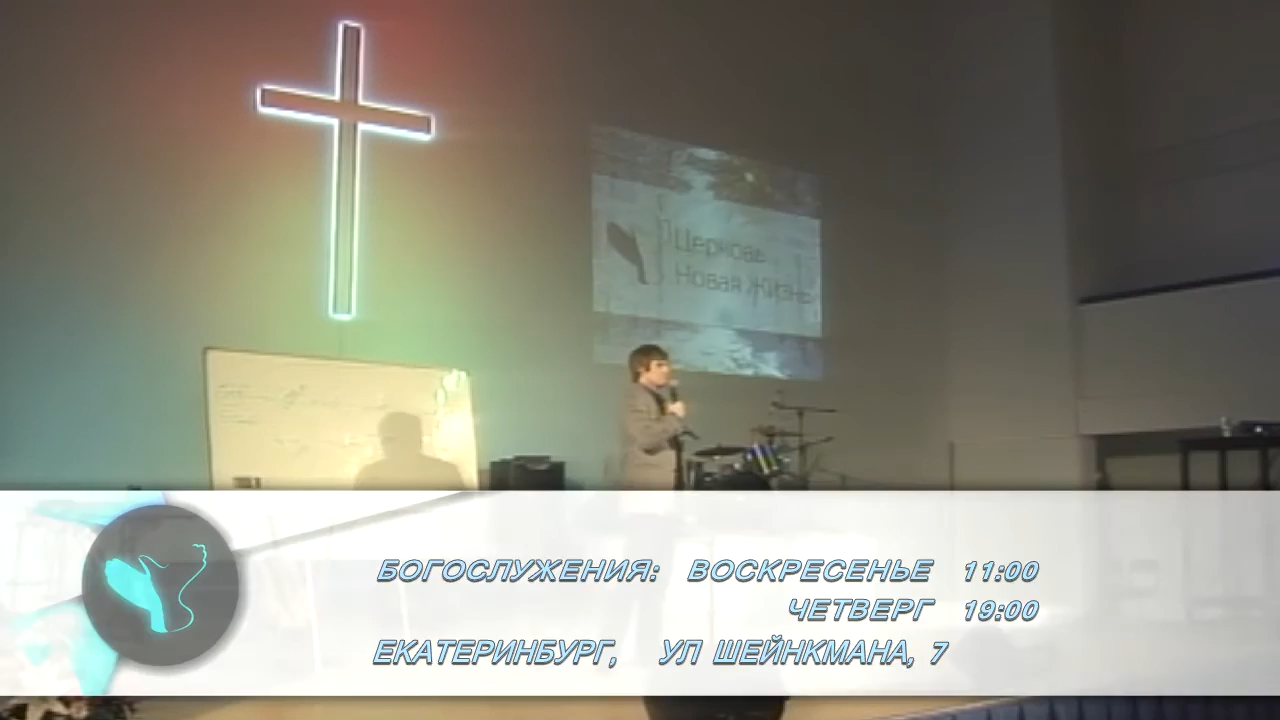 Церковь
Новая Жизнь
БОГОСЛУЖЕНИЯ: ВОСКРЕСЕНЬЕ 11:00
ЧЕТВЕРГ 19:00
ЕКАТЕРИНБУРГ, УЛ ШЕЙНКМАНА, 7